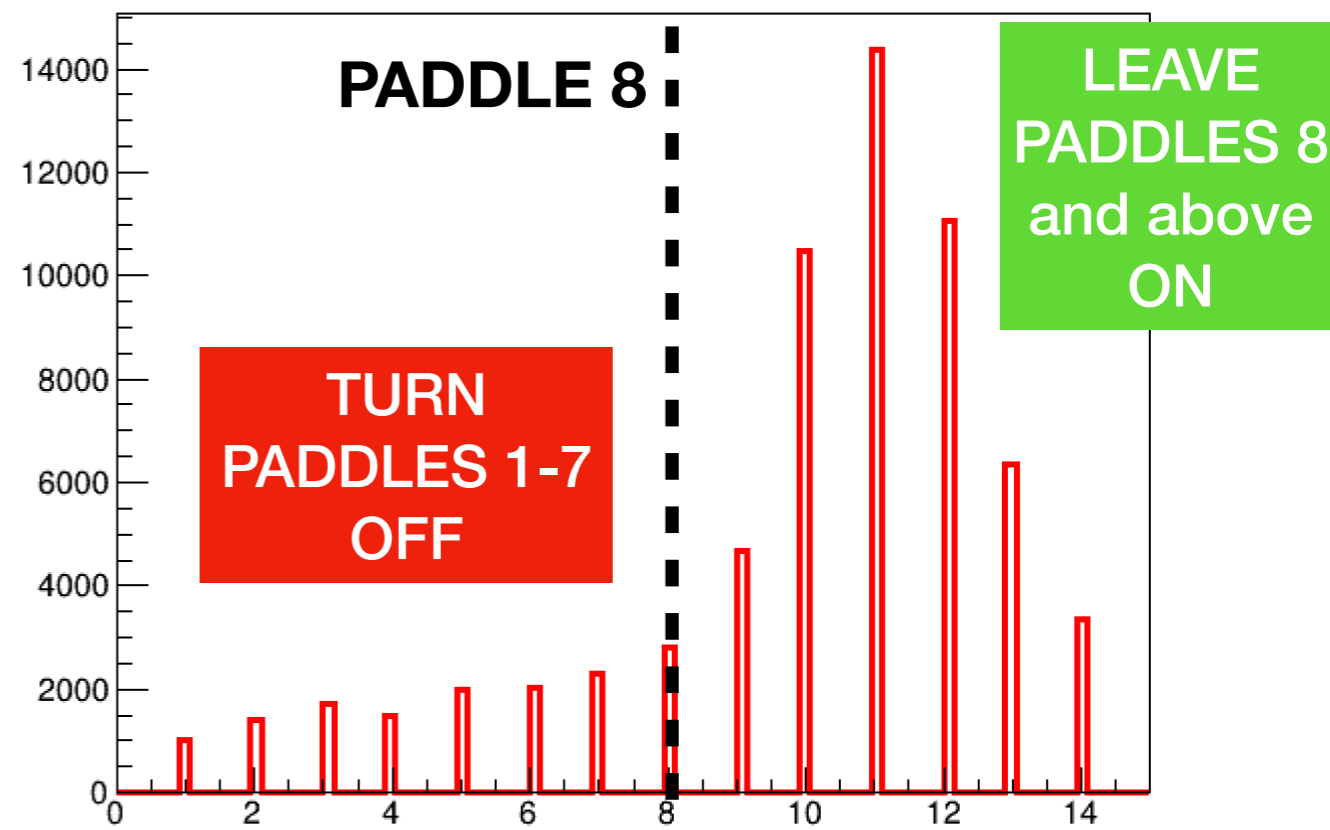 PADDLE 8
LEAVE
PADDLES 8
and above
ON
TURN
PADDLES 1-7
OFF
14000
12000
10000
8000
6000
4000
2000
0
0 2 4 6 8 10 12 14